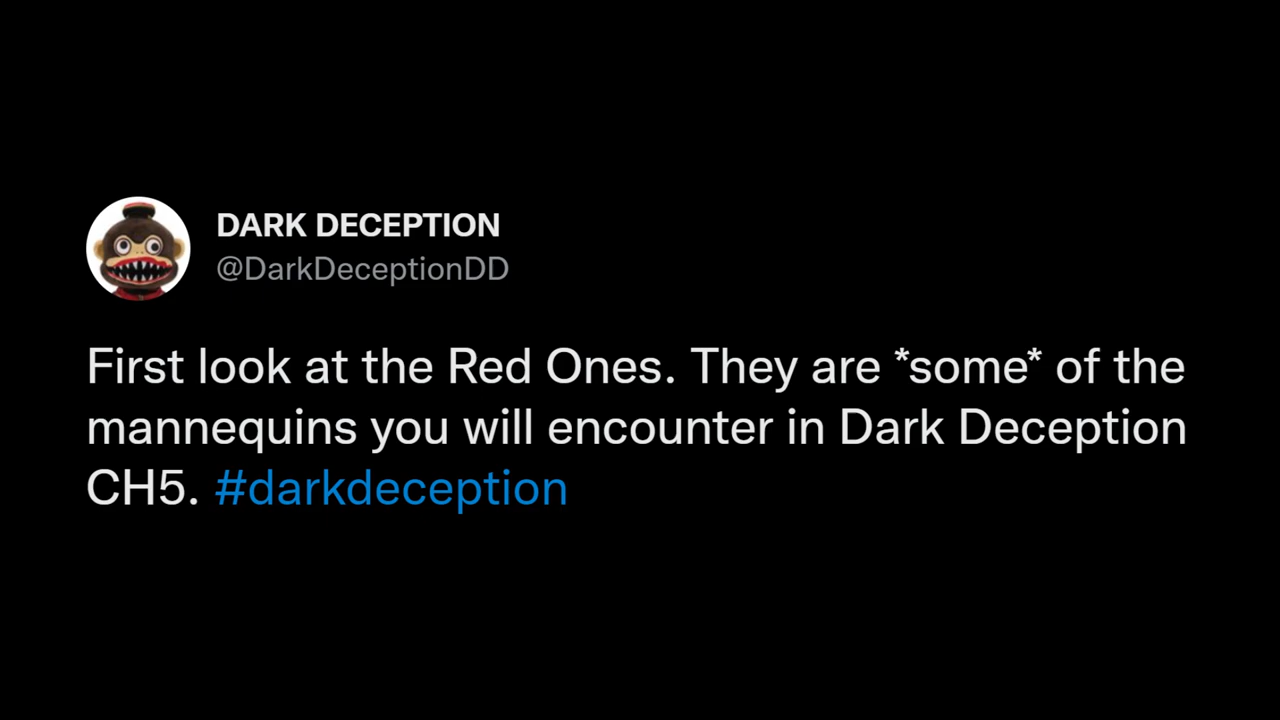 DARK DECEPTION
@DarkDeceptionDD
First look at the Red Ones. They are *some* of the
mannequins you will encounter in Dark Deception
CH5. #darkdeception